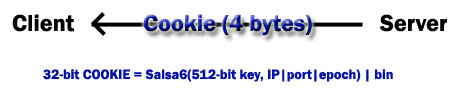 Client Cookie (4 bytes) Server
32-bit COOKIE = Salsa6(512-bit key, IP|port|epoch) | bin